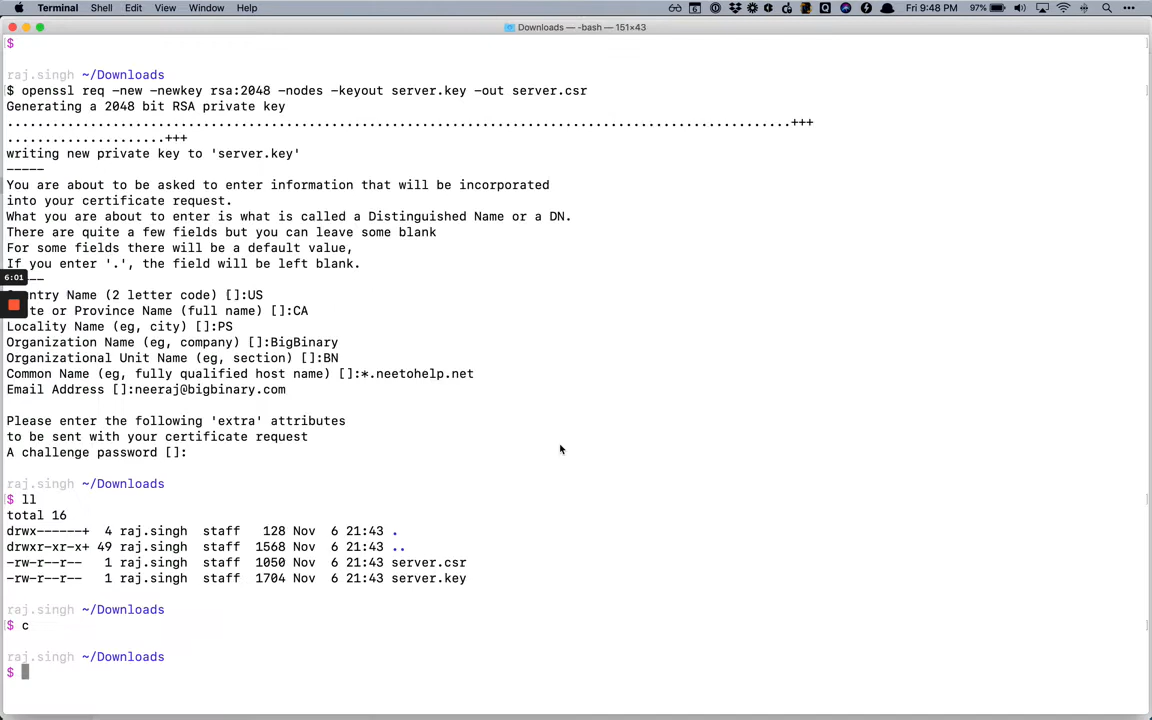 Terminal Shell Edit View Window Help Fri 9:48 PM 97%
Downloads — -bash — 151×43
$
raj.singh ~/Downloads
$ openssl req -new -newkey rsa:2048 -nodes -keyout server.key -out server.csr
Generating a 2048 bit RSA private key
........................................................................................................+++
.....................+++
writing new private key to 'server.key'
-----
You are about to be asked to enter information that will be incorporated
into your certificate request.
What you are about to enter is what is called a Distinguished Name or a DN.
There are quite a few fields but you can leave some blank
For some fields there will be a default value,
If you enter '.', the field will be left blank.
6:01
ntry Name (2 letter code) []:US
te or Province Name (full name) []:CA
Locality Name (eg, city) []:PS
Organization Name (eg, company) []:BigBinary
Organizational Unit Name (eg, section) []:BN
Common Name (eg, fully qualified host name) []:*.neetohelp.net
Email Address []:neeraj@bigbinary.com
Please enter the following 'extra' attributes
to be sent with your certificate request
A challenge password []:
raj.singh ~/Downloads
$ ll
total 16
drwx------+ 4 raj.singh staff 128 Nov 6 21:43 .
drwxr-xr-x+ 49 raj.singh staff 1568 Nov 6 21:43 ..
-rw-r--r-- 1 raj.singh staff 1050 Nov 6 21:43 server.csr
-rw-r--r-- 1 raj.singh staff 1704 Nov 6 21:43 server.key
raj.singh ~/Downloads
$ c
raj.singh ~/Downloads
$